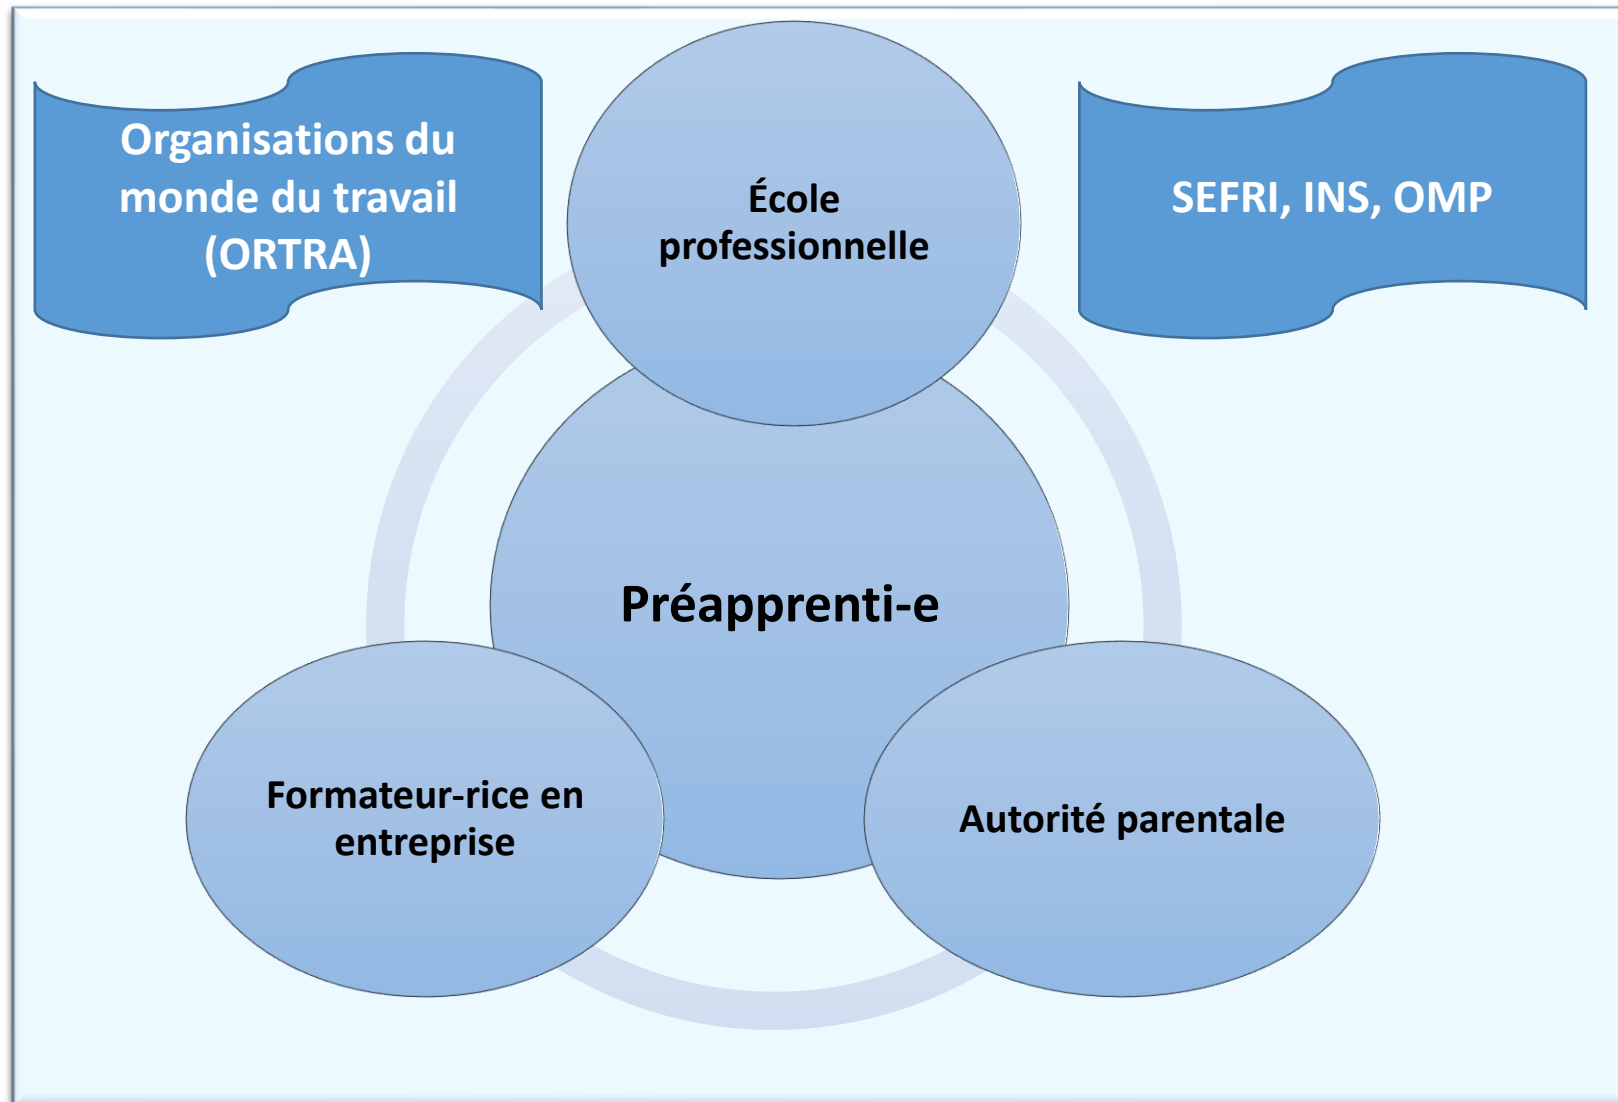 Organisations du
monde du travail
(ORTRA)
École
professionnelle
SEFRI, INS, OMP
Préapprenti-e
Formateur-rice en
entreprise
Autorité parentale